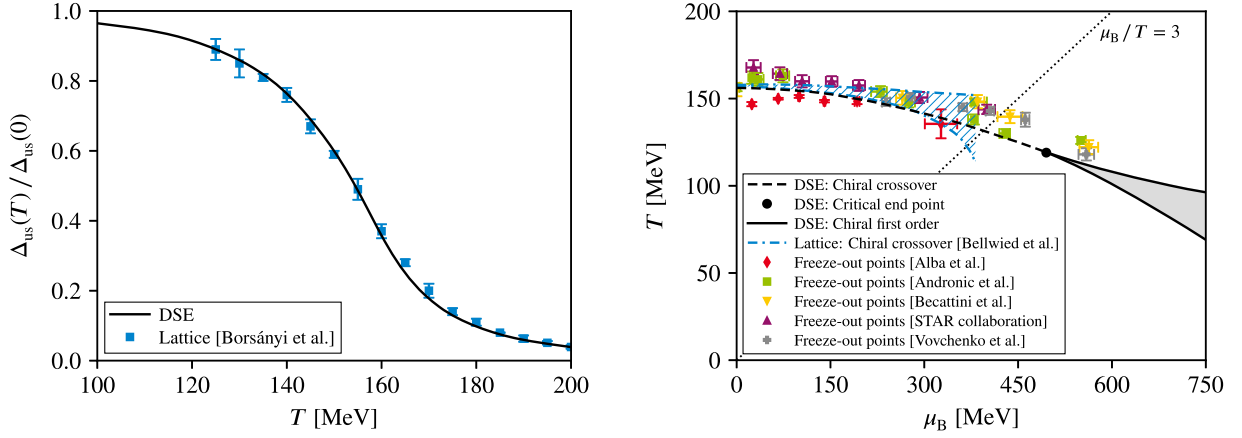 1.0
0.8
0.6
0.4
0.2
0.0
Δus(T) / Δus(0)
DSE
Lattice [Borsányi et al.]
100 120 140 160 180 200
T [MeV]
200
150
100
50
0
T [MeV]
μB / T = 3
DSE: Chiral crossover
DSE: Critical end point
DSE: Chiral first order
Lattice: Chiral crossover [Bellwied et al.]
Freeze-out points [Alba et al.]
Freeze-out points [Andronic et al.]
Freeze-out points [Becattini et al.]
Freeze-out points [STAR collaboration]
Freeze-out points [Vovchenko et al.]
0 150 300 450 600 750
μB [MeV]